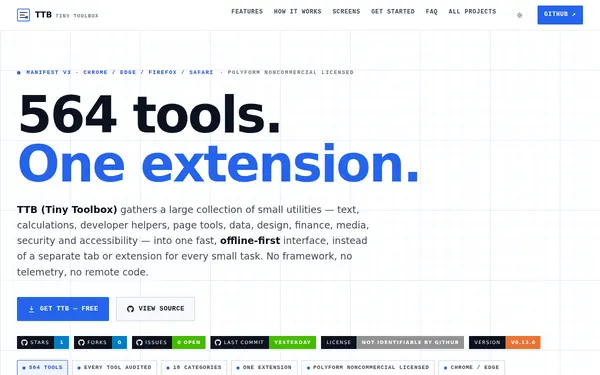 TTB TINY TOOLBOX
FEATURES HOW IT WORKS SCREENS GET STARTED FAQ ALL PROJECTS
GITHUB ↗
MANIFEST V3 · CHROME / EDGE / FIREFOX / SAFARI · POLYFORM NONCOMMERCIAL LICENSED
564 tools.
One extension.
TTB (Tiny Toolbox) gathers a large collection of small utilities — text,
calculations, developer helpers, page tools, data, design, finance, media,
security and accessibility — into one fast, offline-first interface, instead
of a separate tab or extension for every small task. No framework, no
telemetry, no remote code.
GET TTB — FREE
VIEW SOURCE
STARS 1 FORKS 0 ISSUES 0 OPEN LAST COMMIT YESTERDAY LICENSE NOT IDENTIFIABLE BY GITHUB VERSION V0.13.0
564 TOOLS EVERY TOOL AUDITED 18 CATEGORIES ONE EXTENSION POLYFORM NONCOMMERCIAL LICENSED CHROME / EDGE